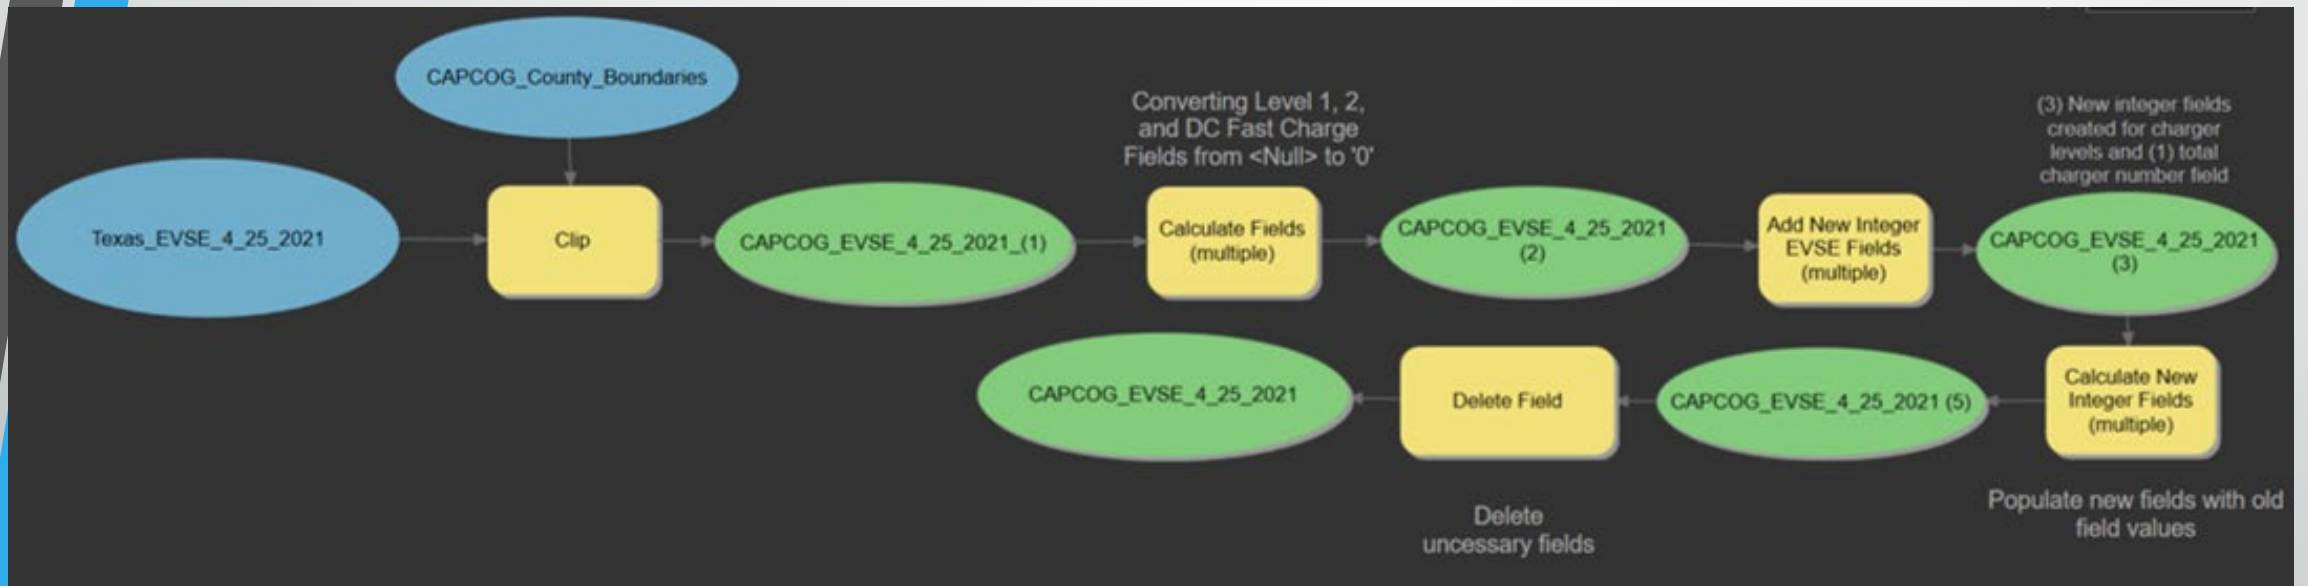 CAPCOG_County_Boundaries
Texas_EVSE_4_25_2021
Clip
CAPCOG_EVSE_4_25_2021_(1)
Converting Level 1, 2,
and DC Fast Charge
Fields from <Null> to '0'
Calculate Fields
(multiple)
CAPCOG_EVSE_4_25_2021
(2)
Add New Integer
EVSE Fields
(multiple)
(3) New integer fields
created for charger
levels and (1) total
charger number field
CAPCOG_EVSE_4_25_2021
(3)
Calculate New
Integer Fields
(multiple)
Populate new fields with old
field values
CAPCOG_EVSE_4_25_2021 (5)
Delete Field
Delete
uncessary fields
CAPCOG_EVSE_4_25_2021